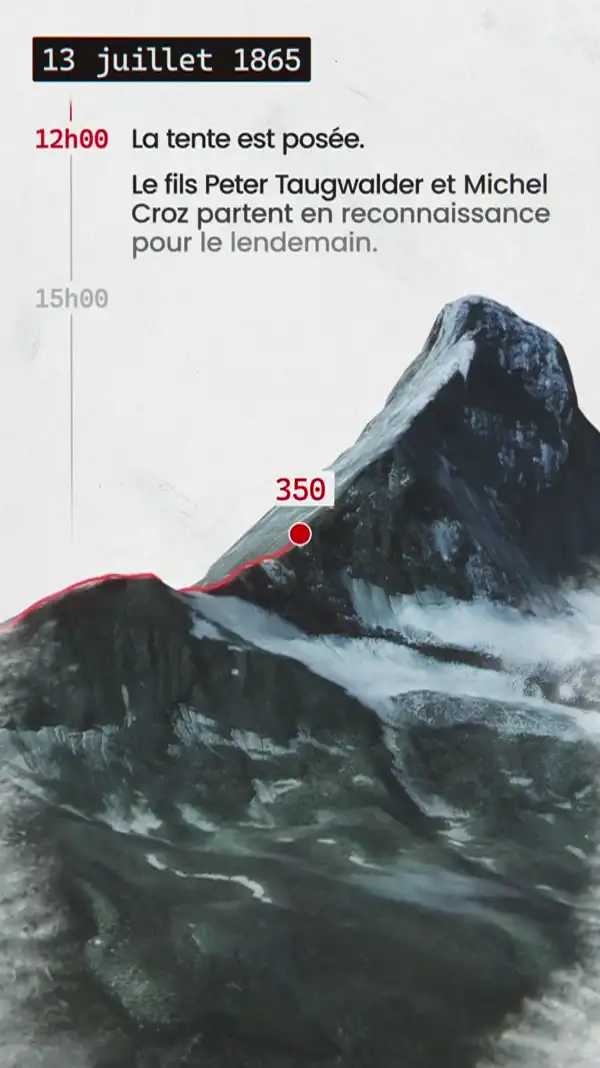 13 juillet 1865
12h00
La tente est posée.
Le fils Peter Taugwalder et Michel
Croz partent en reconnaissance
pour le lendemain.
15h00
350